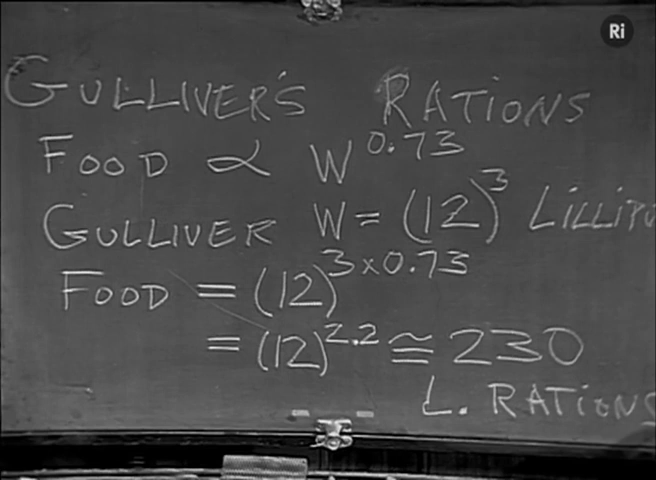 Ri
GULLIVER'S RATIONS
FOOD ∝ W^0.73
GULLIVER W = (12)^3 LILLIPU
FOOD = (12)^3×0.73
= (12)^2.2 ≅ 230
L. RATIONS